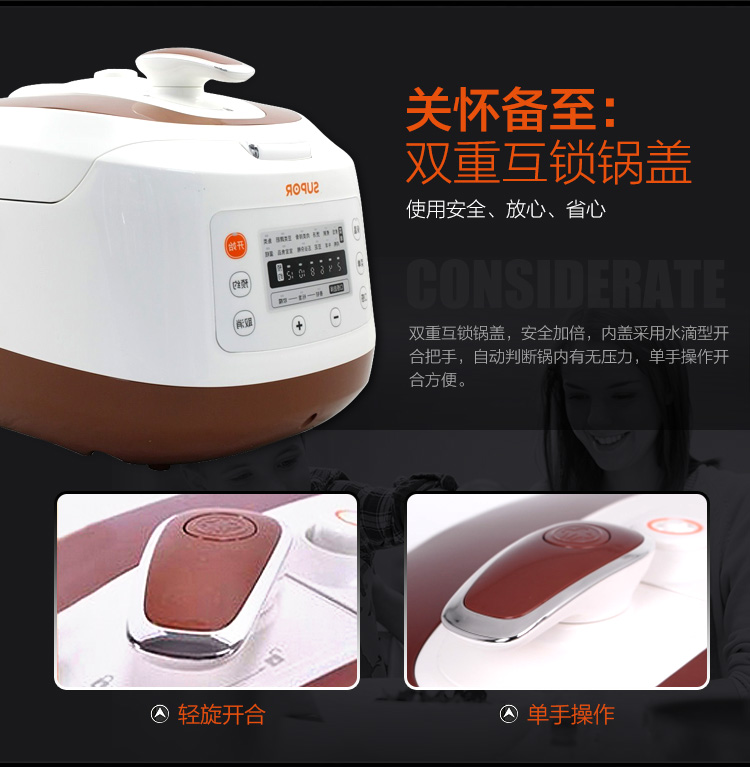 关怀备至：
双重互锁锅盖
使用安全、放心、省心
CONSIDERATE
双重互锁锅盖，安全加倍，内盖采用水滴型开
合把手，自动判断锅内有无压力，单手操作开
合方便。
SUPOR
开始
预约
取消
轻旋开合
单手操作